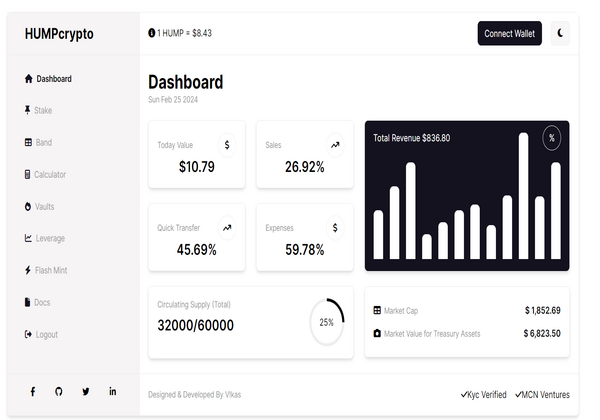 HUMPcrypto
1 HUMP = $8.43
Connect Wallet
Dashboard
Stake
Band
Calculator
Vaults
Leverage
Flash Mint
Docs
Logout
Dashboard
Sun Feb 25 2024
Today Value
$
$10.79
Sales
26.92%
Quick Transfer
45.69%
Expenses
$
59.78%
Total Revenue $836.80
%
Circulating Supply (Total)
32000/60000
25%
Market Cap
$ 1,852.69
Market Value for Treasury Assets
$ 6,823.50
Designed & Developed By VIkas
Kyc Verified
MCN Ventures